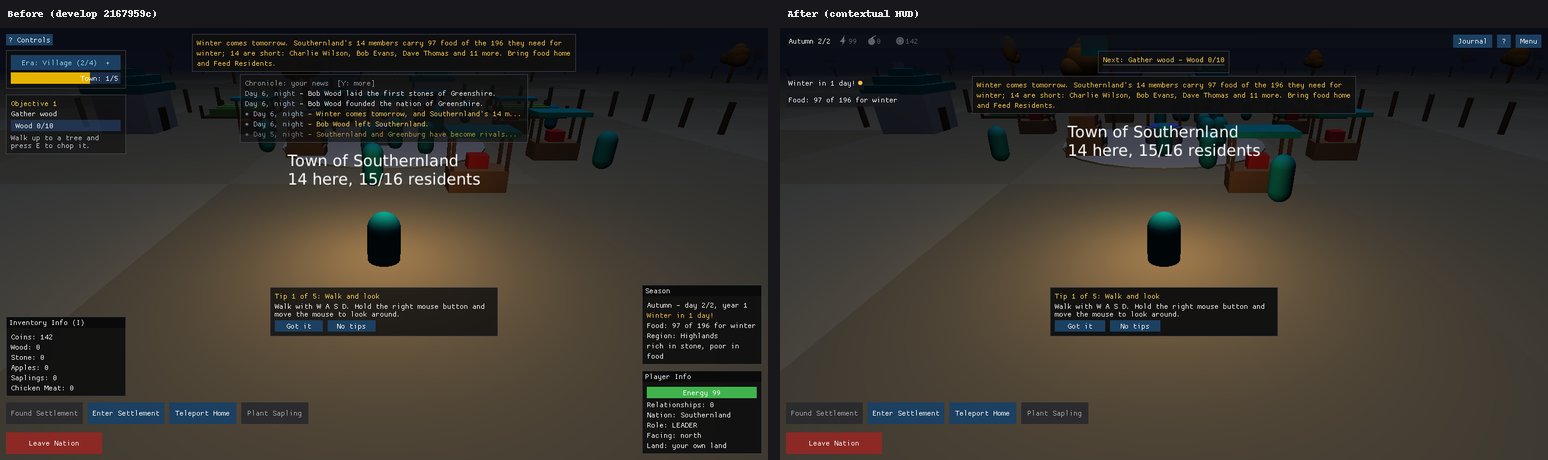 Before (develop 2167959c)
? Controls
Era: Village (2/4) +
Town: 1/5
Objective 1
Gather wood
Wood 0/10
Walk up to a tree and
press E to chop it.
Winter comes tomorrow. Southernland's 14 members carry 97 food of the 196 they need for
winter; 14 are short: Charlie Wilson, Bob Evans, Dave Thomas and 11 more. Bring food home
and Feed Residents.
Chronicle: your news [Y: more]
Day 6, night – Bob Wood laid the first stones of Greenshire.
Day 6, night – Bob Wood founded the nation of Greenshire.
* Day 6, night – Winter comes tomorrow, and Southernland's 14 m...
* Day 6, night – Bob Wood left Southernland.
* Day 5, night – Southernland and Greenburg have become rivals...
Town of Southernland
14 here, 15/16 residents
Tip 1 of 5: Walk and look
Walk with W A S D. Hold the right mouse button and
move the mouse to look around.
Got it
No tips
Inventory Info (I)
Coins: 142
Wood: 0
Stone: 0
Apples: 0
Saplings: 0
Chicken Meat: 0
Season
Autumn – day 2/2, year 1
Winter in 1 day!
Food: 97 of 196 for winter
Region: Highlands
rich in stone, poor in
food
Player Info
Energy 99
Relationships: 0
Nation: Southernland
Role: LEADER
Facing: north
Land: your own land
Found Settlement
Enter Settlement
Teleport Home
Plant Sapling
Leave Nation
After (contextual HUD)
Autumn 2/2
99
0
142
Journal
?
Menu
Next: Gather wood – Wood 0/10
Winter in 1 day!
Food: 97 of 196 for winter
Winter comes tomorrow. Southernland's 14 members carry 97 food of the 196 they need for
winter; 14 are short: Charlie Wilson, Bob Evans, Dave Thomas and 11 more. Bring food home
and Feed Residents.
Town of Southernland
14 here, 15/16 residents
Tip 1 of 5: Walk and look
Walk with W A S D. Hold the right mouse button and
move the mouse to look around.
Got it
No tips
Found Settlement
Enter Settlement
Teleport Home
Plant Sapling
Leave Nation